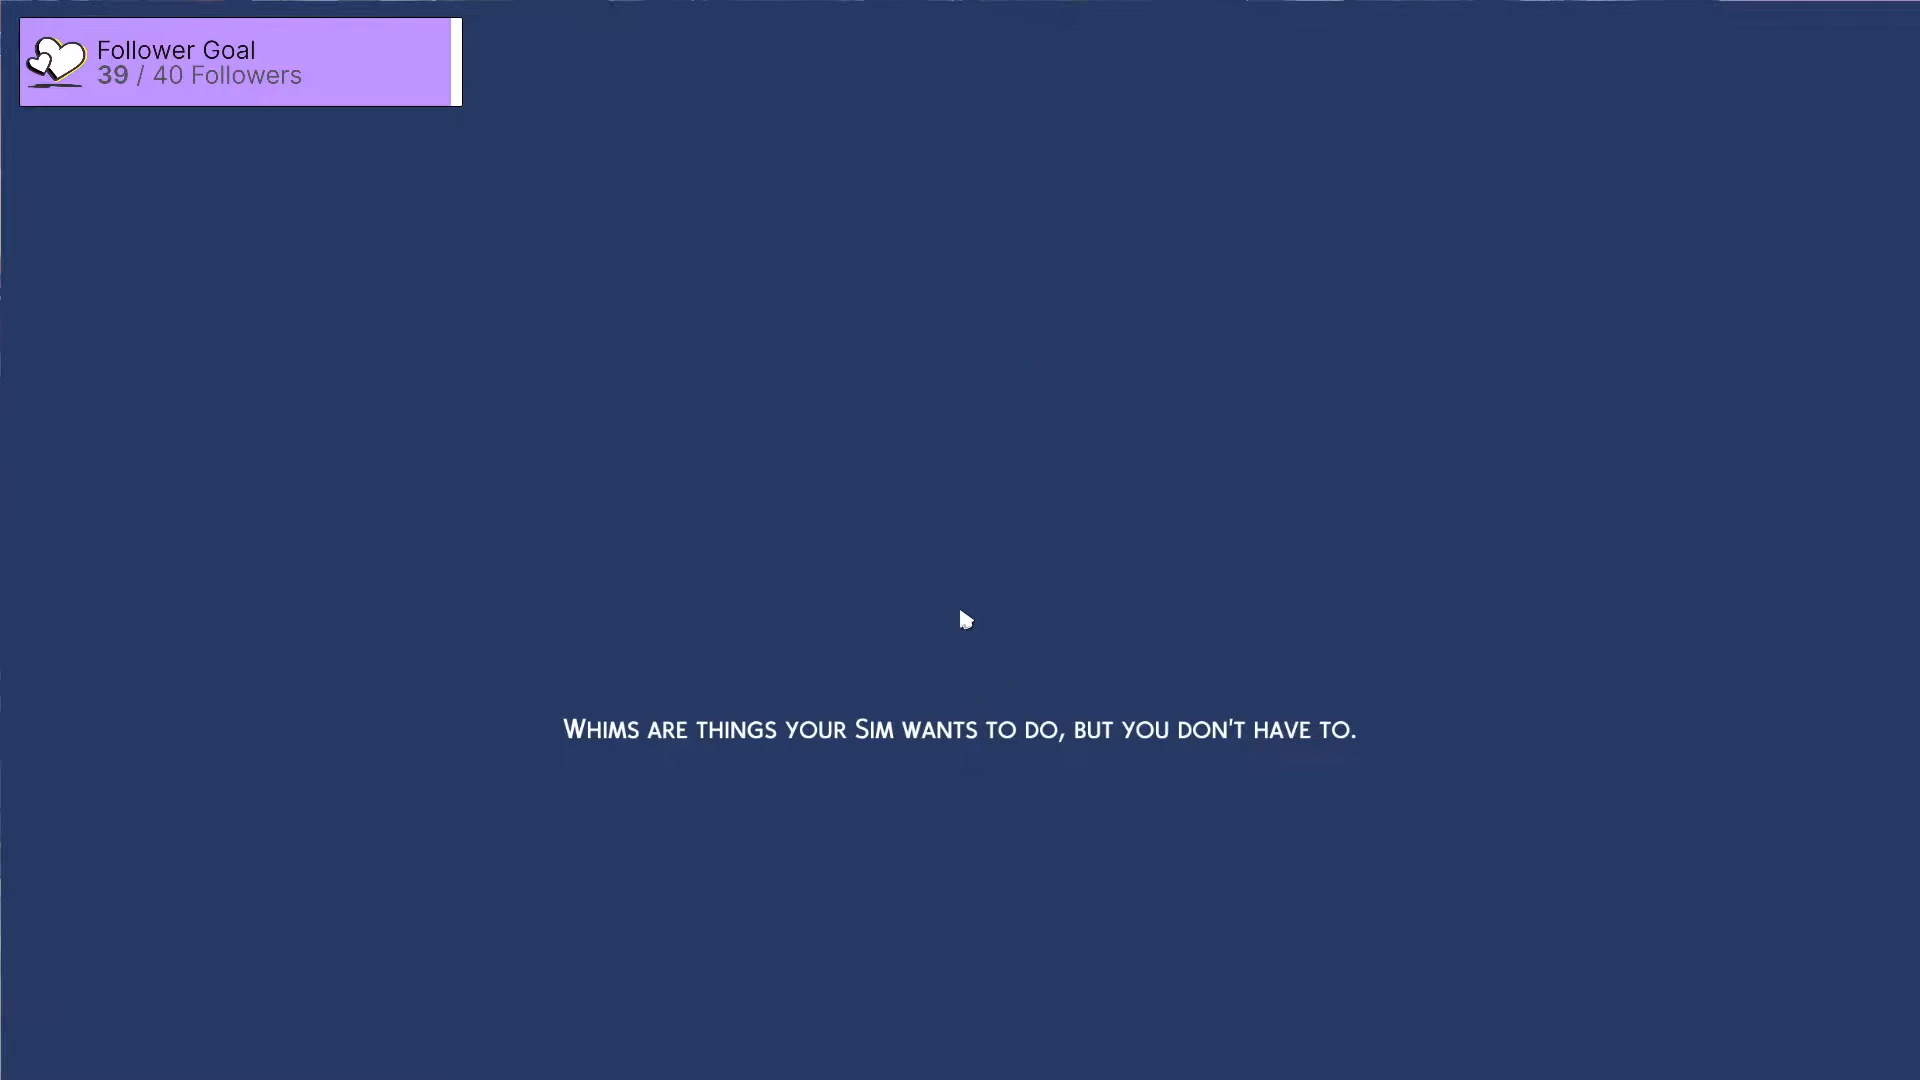 Follower Goal
39 / 40 Followers
Whims are things your Sim wants to do, but you don't have to.